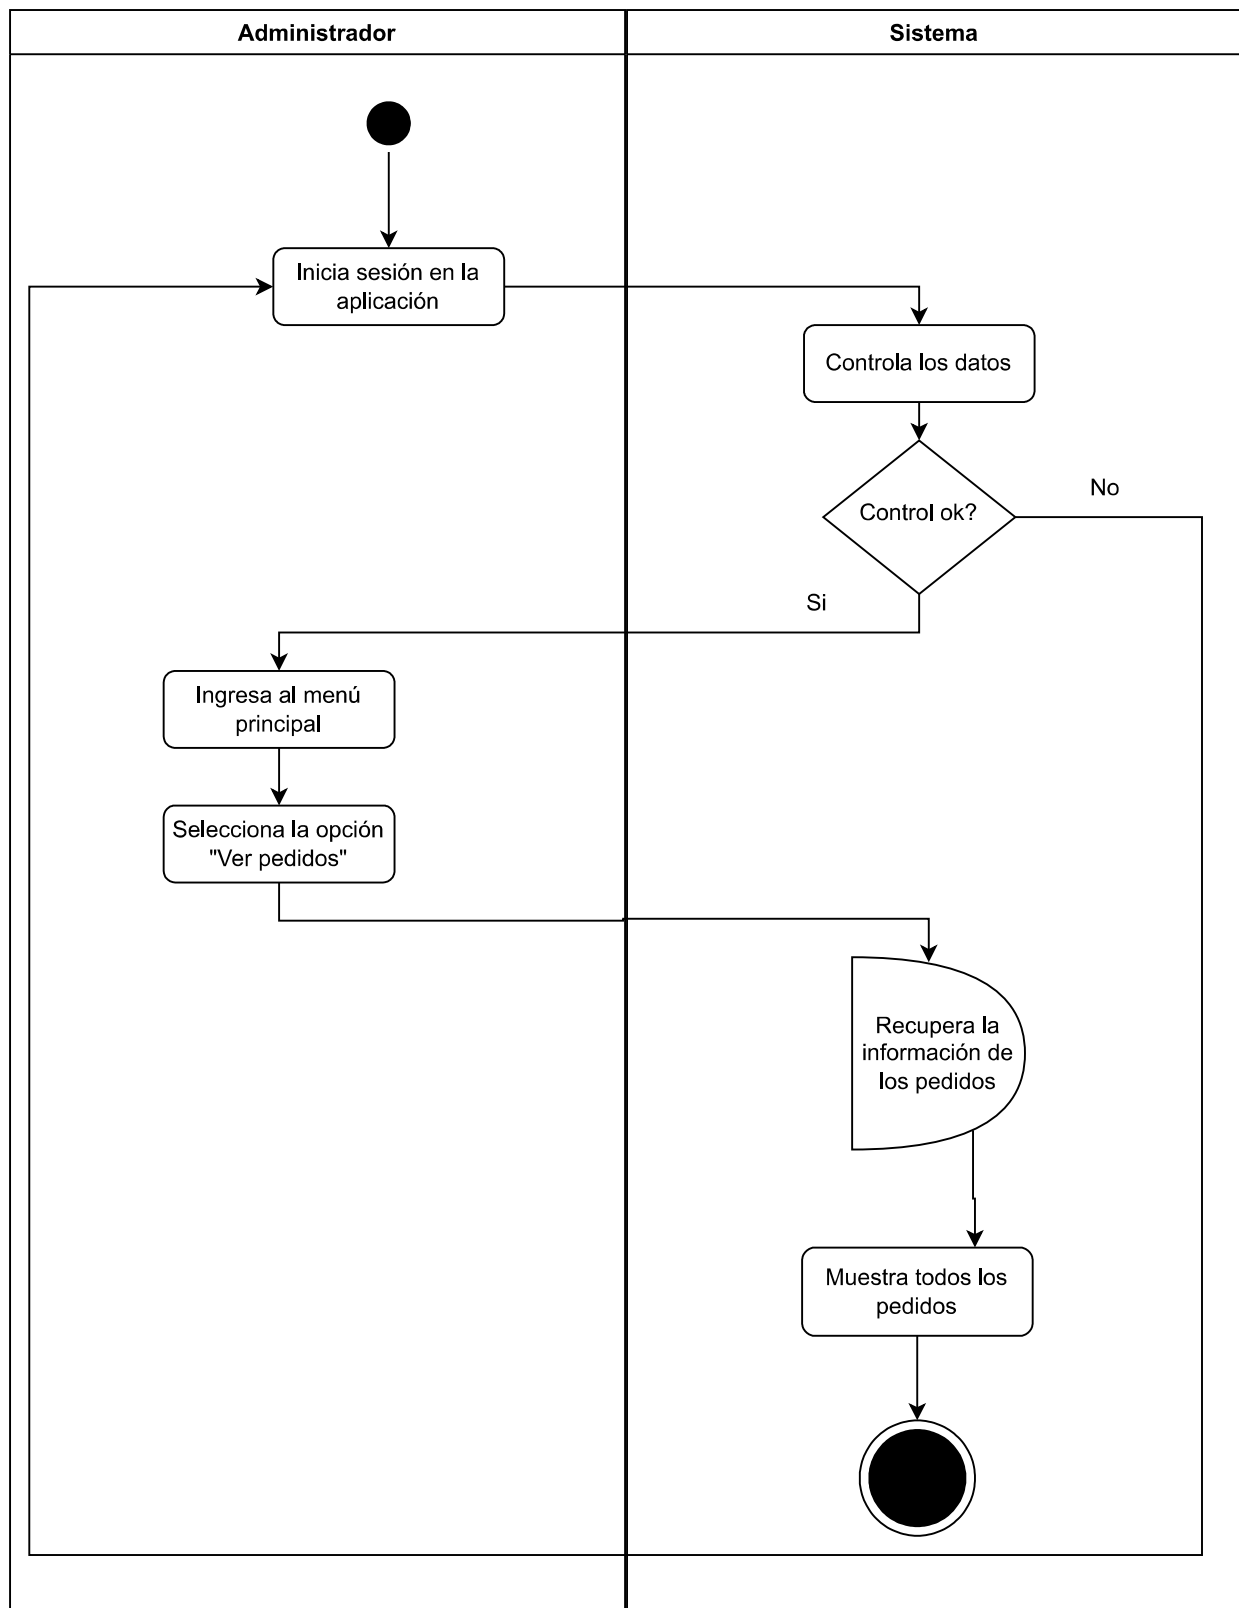 Administrador
Sistema
Inicia sesión en la
aplicación
Controla los datos
No
Control ok?
Si
Ingresa al menú
principal
Selecciona la opción
"Ver pedidos"
Recupera la
información de
los pedidos
Muestra todos los
pedidos